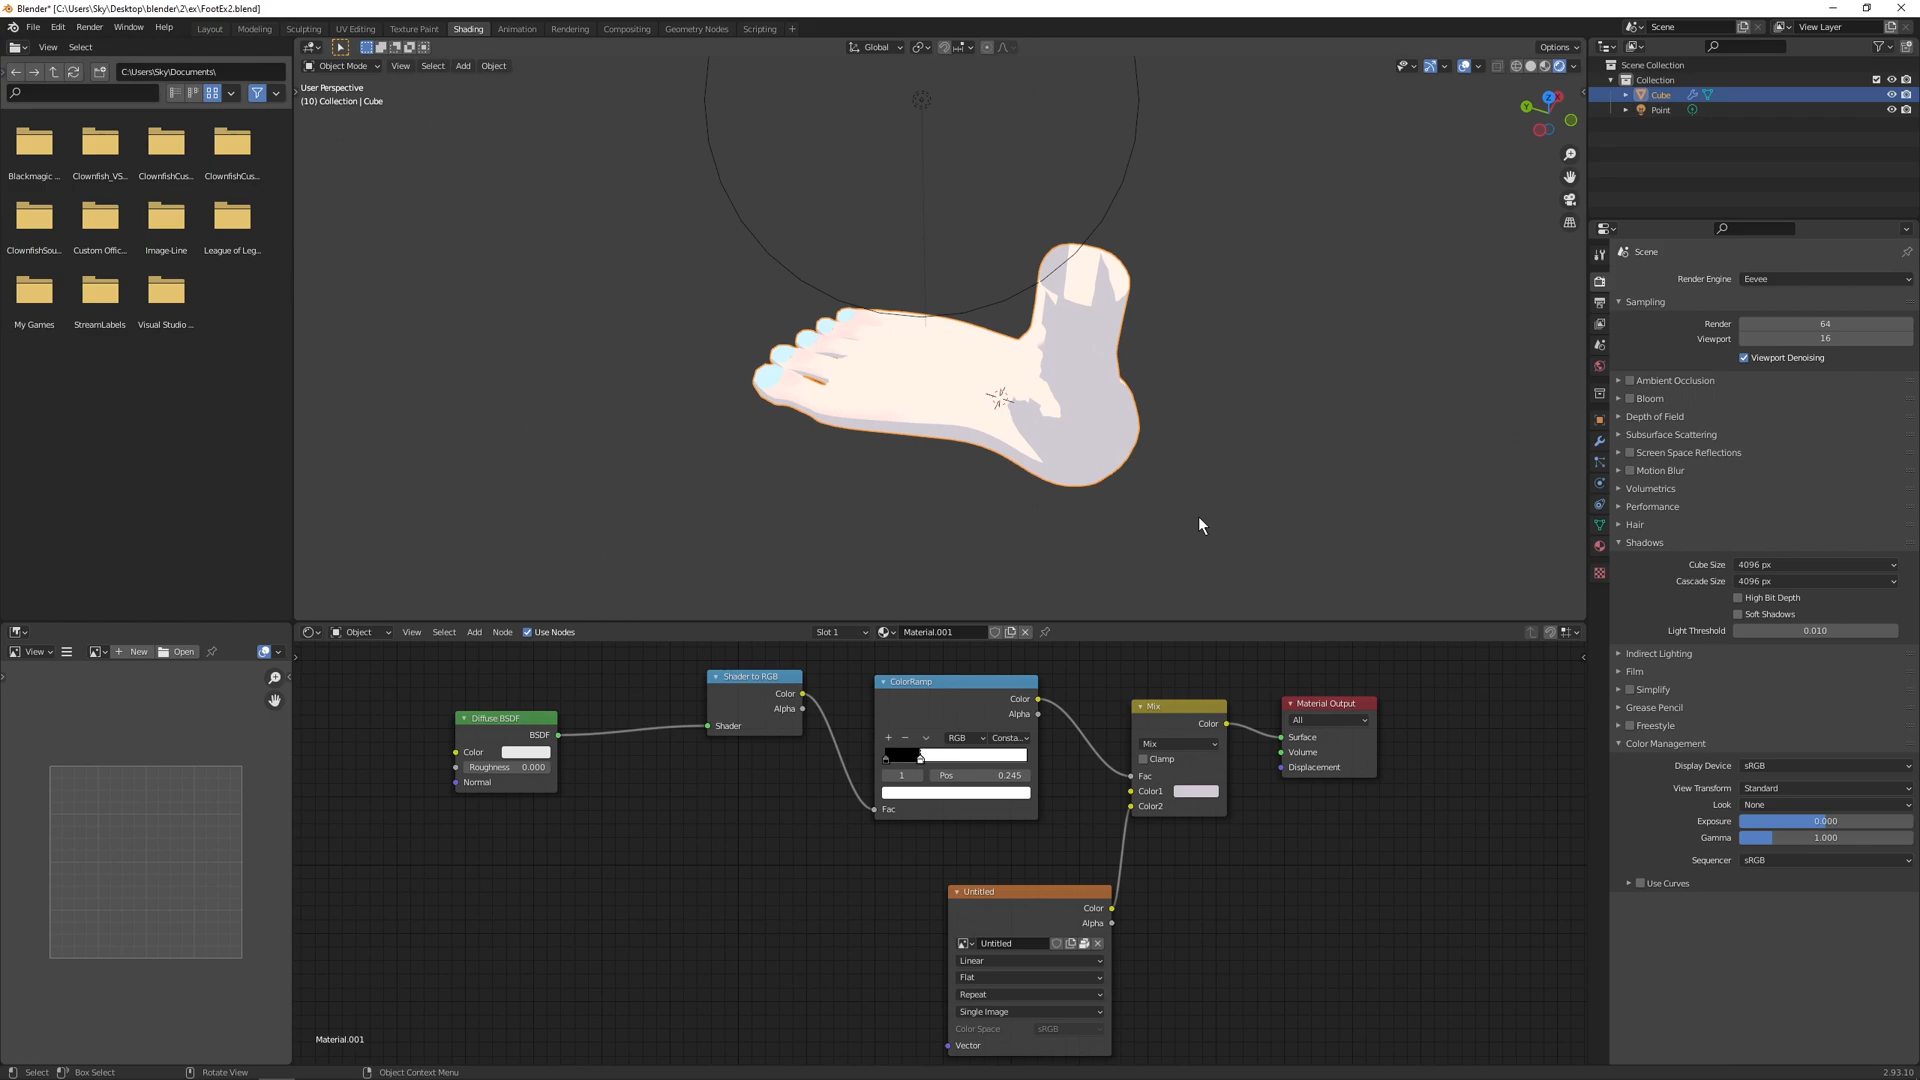 Blender* [C:\Users\Sky\Desktop\blender\2\ex\FootEx2.blend]
File Edit Render Window Help Layout Modeling Sculpting UV Editing Texture Paint Shading Animation Rendering Compositing Geometry Nodes Scripting + Scene View Layer
View Select
C:\Users\Sky\Documents\
Blackmagic ... Clownfish_VS... ClownfishCus... ClownfishCus...
ClownfishSou... Custom Offic... Image-Line League of Leg...
My Games StreamLabels Visual Studio ...
Global Options
Object Mode View Select Add Object
User Perspective
(10) Collection | Cube
Z
X
Y
Scene Collection
Collection
Cube
Point
Scene
Render Engine Eevee
Sampling
Render 64
Viewport 16
Viewport Denoising
Ambient Occlusion
Bloom
Depth of Field
Subsurface Scattering
Screen Space Reflections
Motion Blur
Volumetrics
Performance
Hair
Shadows
Cube Size 4096 px
Cascade Size 4096 px
High Bit Depth
Soft Shadows
Light Threshold 0.010
Indirect Lighting
Film
Simplify
Grease Pencil
Freestyle
Color Management
Display Device sRGB
View Transform Standard
Look None
Exposure 0.000
Gamma 1.000
Sequencer sRGB
Use Curves
View + New Open
Object View Select Add Node Use Nodes Slot 1 Material.001
Diffuse BSDF
BSDF
Color
Roughness 0.000
Normal
Shader to RGB
Color
Alpha
Shader
ColorRamp
Color
Alpha
+ − RGB Consta...
1 Pos 0.245
Fac
Mix
Color
Mix
Clamp
Fac
Color1
Color2
Material Output
All
Surface
Volume
Displacement
Untitled
Color
Alpha
Untitled
Linear
Flat
Repeat
Single Image
Color Space sRGB
Vector
Material.001
Select Box Select Rotate View Object Context Menu 2.93.10